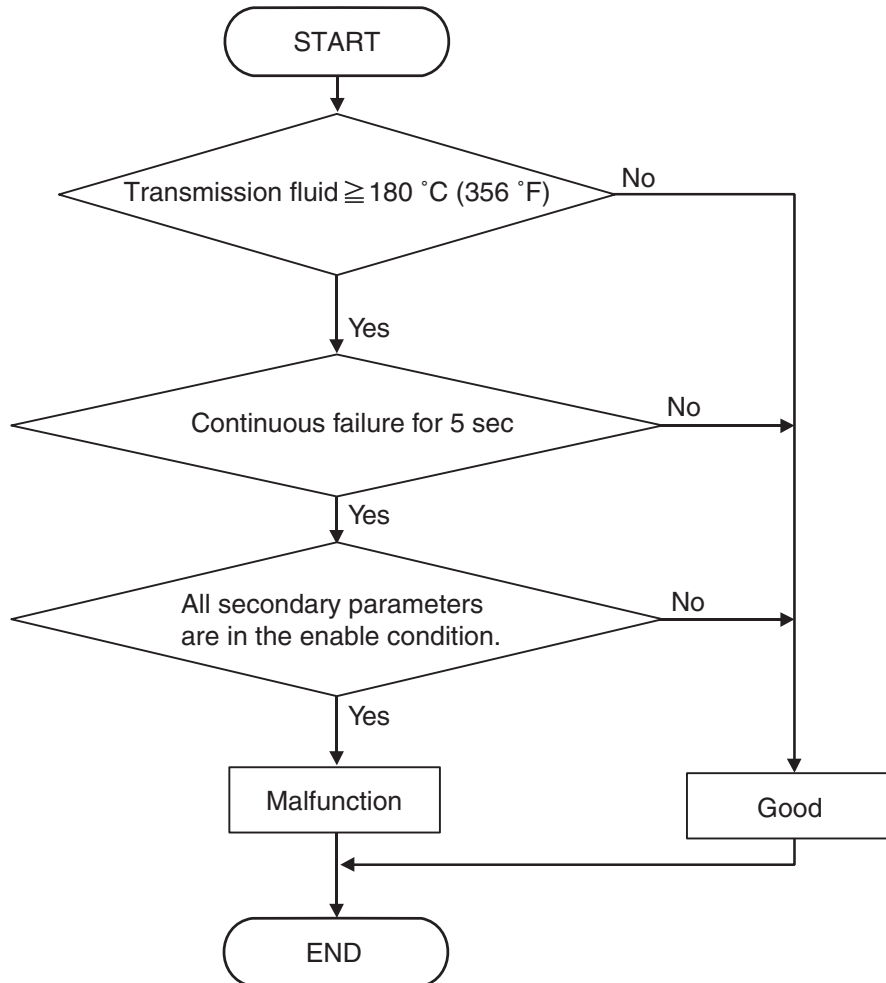 START
Transmission fluid ≧ 180 ˚C (356 ˚F)
No
Yes
Continuous failure for 5 sec
No
Yes
All secondary parameters
are in the enable condition.
No
Yes
Malfunction
Good
END